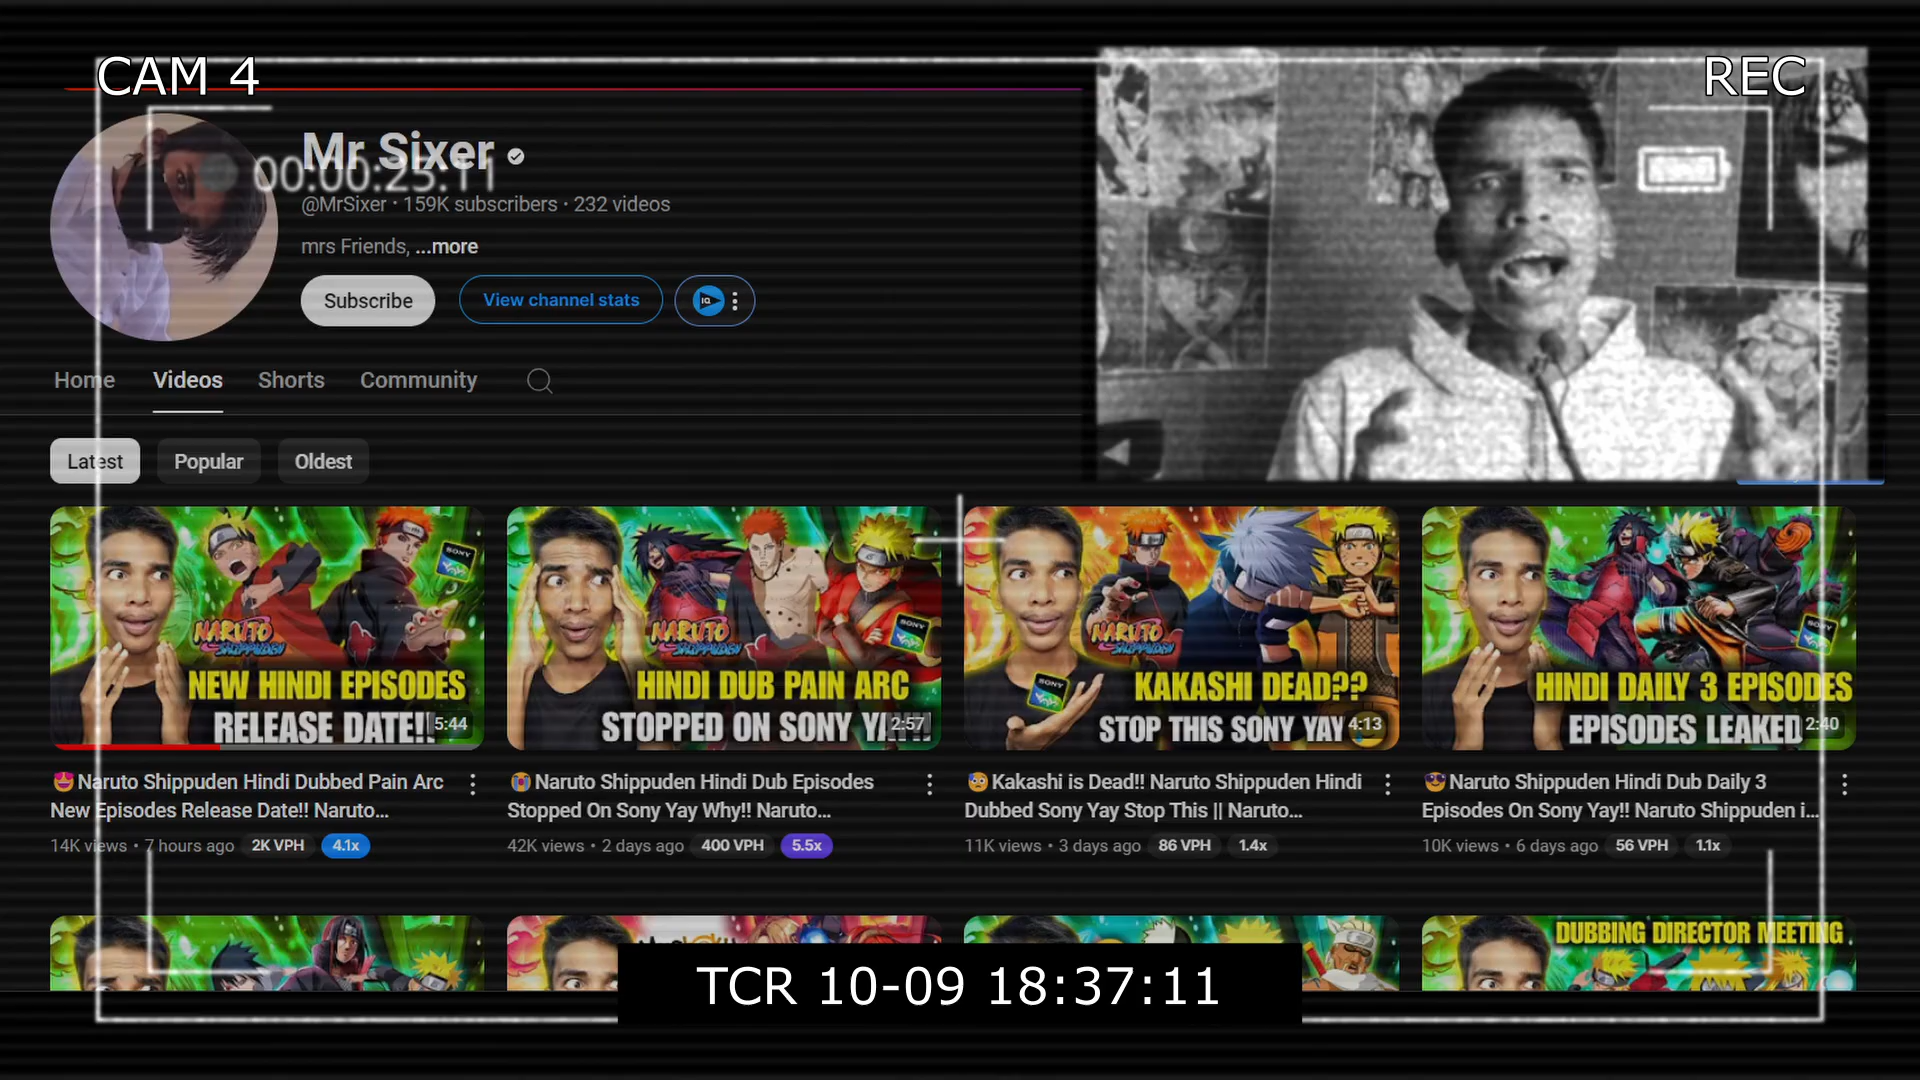 CAM 4
REC
Mr Sixer
00:00:25:11
@MrSixer · 159K subscribers · 232 videos
mrs Friends, ...more
Subscribe
View channel stats
IQ
Home
Videos
Shorts
Community
Latest
Popular
Oldest
SONY
NARUTO
SHIPPUDEN
NEW HINDI EPISODES
RELEASE DATE!!
5:44
SONY
NARUTO
SHIPPUDEN
HINDI DUB PAIN ARC
STOPPED ON SONY
2:57
NARUTO
SHIPPUDEN
SONY
KAKASHI DEAD??
STOP THIS SONY YAY
4:13
SONY
HINDI DAILY 3 EPISODES
EPISODES LEAKED
2:40
😍Naruto Shippuden Hindi Dubbed Pain Arc
New Episodes Release Date!! Naruto...
14K views · 7 hours ago 2K VPH 4.1x
😭Naruto Shippuden Hindi Dub Episodes
Stopped On Sony Yay Why!! Naruto...
42K views · 2 days ago 400 VPH 5.5x
😥Kakashi is Dead!! Naruto Shippuden Hindi
Dubbed Sony Yay Stop This || Naruto...
11K views · 3 days ago 86 VPH 1.4x
😎Naruto Shippuden Hindi Dub Daily 3
Episodes On Sony Yay!! Naruto Shippuden i...
10K views · 6 days ago 56 VPH 1.1x
DUBBING DIRECTOR MEETING
TCR 10-09 18:37:11